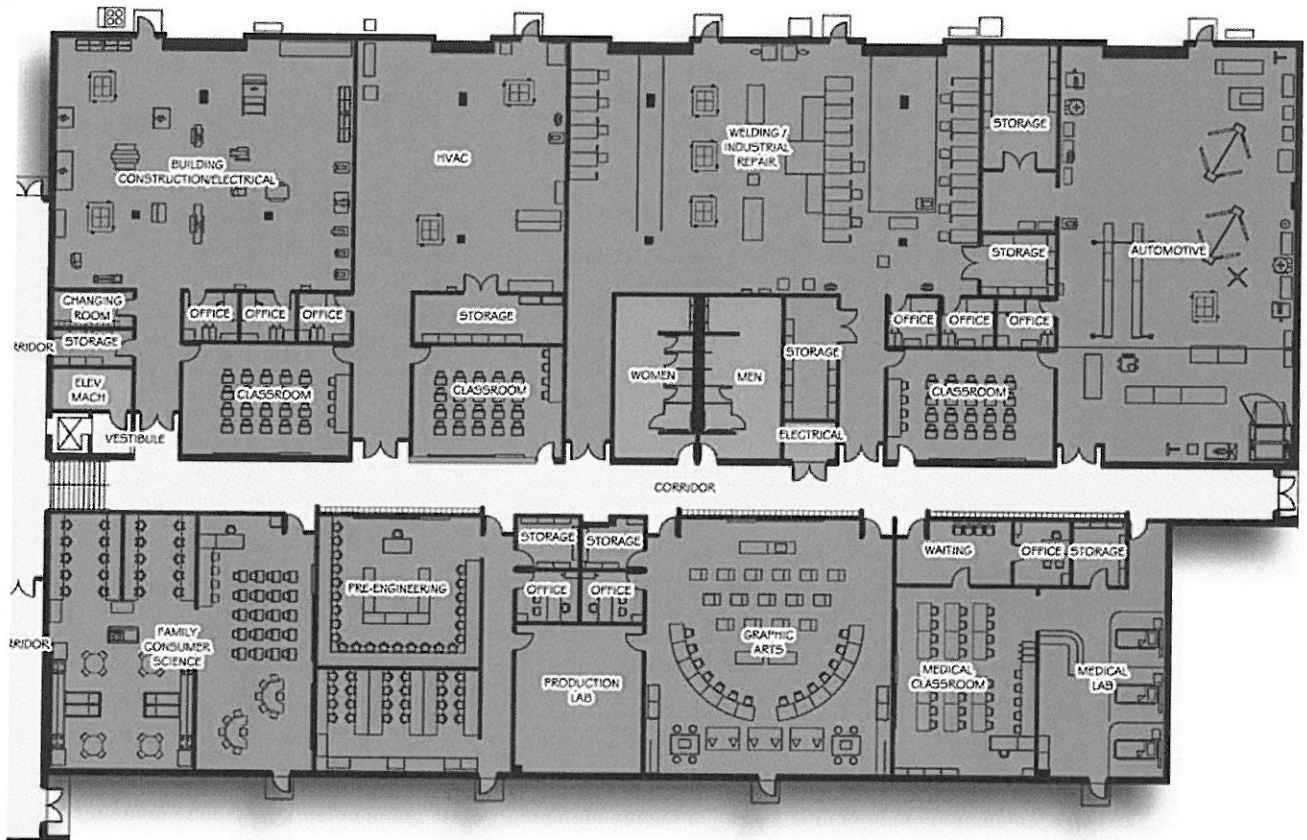 BUILDING
CONSTRUCTION/ELECTRICAL
HVAC
WELDING /
INDUSTRIAL
REPAIR
STORAGE
STORAGE
AUTOMOTIVE
CHANGING
ROOM
STORAGE
RRIDOR
ELEV
MACH
VESTIBULE
OFFICE
OFFICE
OFFICE
CLASSROOM
STORAGE
CLASSROOM
WOMEN
MEN
STORAGE
ELECTRICAL
OFFICE
OFFICE
OFFICE
CLASSROOM
CORRIDOR
RRIDOR
FAMILY
CONSUMER
SCIENCE
PRE-ENGINEERING
STORAGE
STORAGE
OFFICE
OFFICE
PRODUCTION
LAB
GRAPHIC
ARTS
WAITING
OFFICE
STORAGE
MEDICAL
CLASSROOM
MEDICAL
LAB